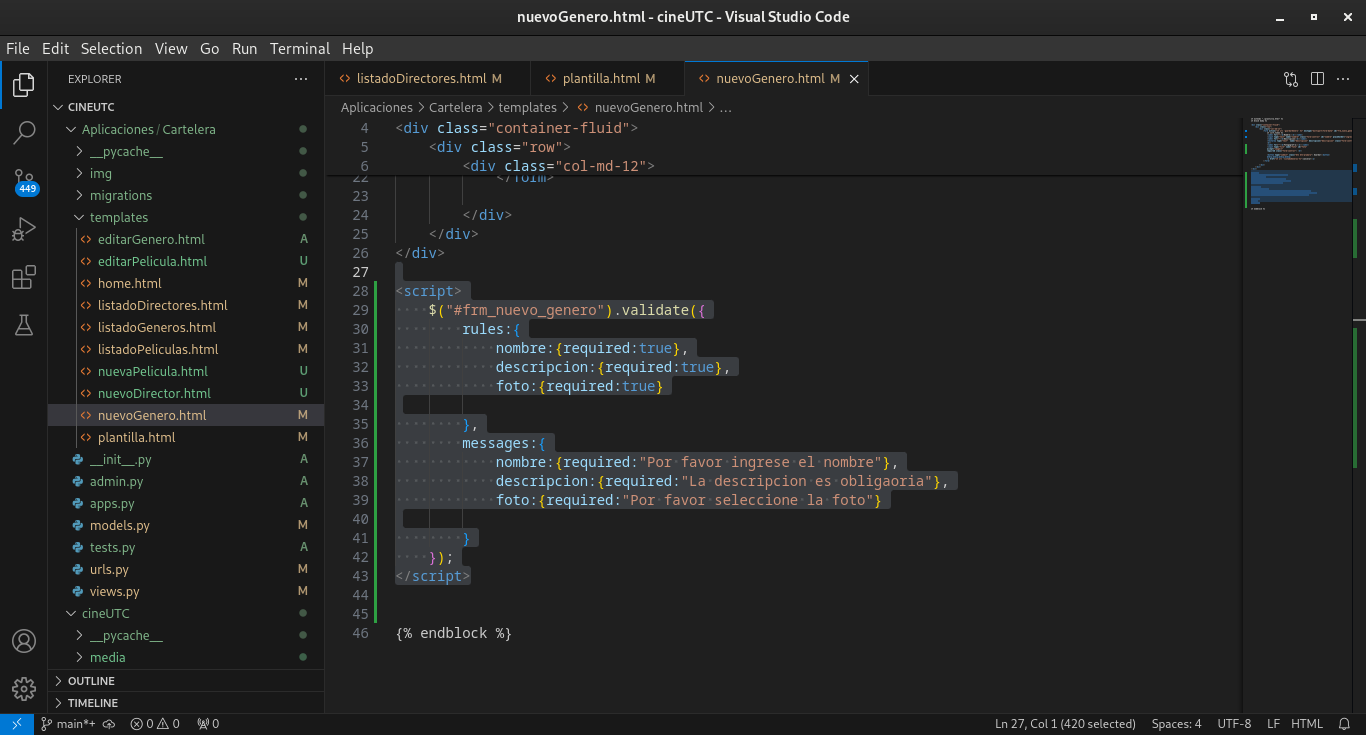 nuevoGenero.html - cineUTC - Visual Studio Code
File Edit Selection View Go Run Terminal Help
EXPLORER
CINEUTC
Aplicaciones / Cartelera
__pycache__
img
migrations
templates
editarGenero.html A
editarPelicula.html U
home.html M
listadoDirectores.html M
listadoGeneros.html M
listadoPeliculas.html M
nuevaPelicula.html U
nuevoDirector.html U
nuevoGenero.html M
plantilla.html M
__init__.py A
admin.py A
apps.py A
models.py M
tests.py A
urls.py M
views.py M
cineUTC
__pycache__
media
OUTLINE
TIMELINE
449
listadoDirectores.html M plantilla.html M nuevoGenero.html M
Aplicaciones > Cartelera > templates > nuevoGenero.html > ...
4 <div class="container-fluid">
5 <div class="row">
6 <div class="col-md-12">
22 </form>
23
24 </div>
25 </div>
26 </div>
27
28 <script>
29 $("#frm_nuevo_genero").validate({
30 rules:{
31 nombre:{required:true},
32 descripcion:{required:true},
33 foto:{required:true}
34
35 },
36 messages:{
37 nombre:{required:"Por favor ingrese el nombre"},
38 descripcion:{required:"La descripcion es obligaoria"},
39 foto:{required:"Por favor seleccione la foto"}
40
41 }
42 });
43 </script>
44
45
46 {% endblock %}
main*+ 0 0 0 Ln 27, Col 1 (420 selected) Spaces: 4 UTF-8 LF HTML